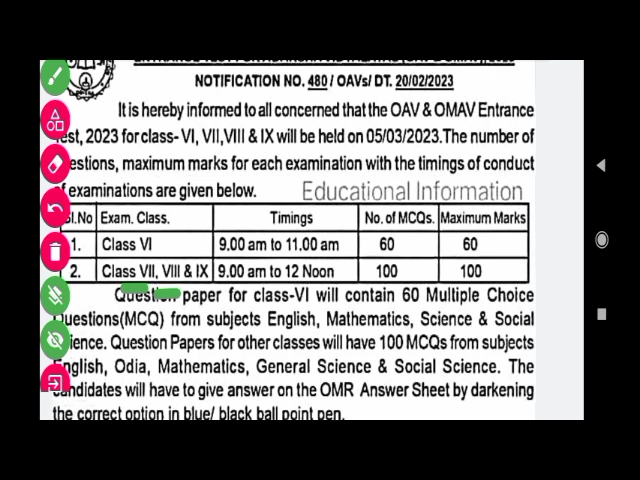 NOTIFICATION NO. 480 / OAVs/ DT. 20/02/2023
It is hereby informed to all concerned that the OAV & OMAV Entrance
est, 2023 for class- VI, VII,VIII & IX will be held on 05/03/2023.The number of
estions, maximum marks for each examination with the timings of conduct
f examinations are given below. Educational Information
Sl.No Exam. Class. Timings No. of MCQs. Maximum Marks
1. Class VI 9.00 am to 11.00 am 60 60
2. Class VII, VIII & IX 9.00 am to 12 Noon 100 100
Question paper for class-VI will contain 60 Multiple Choice
Questions(MCQ) from subjects English, Mathematics, Science & Social
ience. Question Papers for other classes will have 100 MCQs from subjects
English, Odia, Mathematics, General Science & Social Science. The
candidates will have to give answer on the OMR Answer Sheet by darkening
the correct option in blue/ black ball point pen.